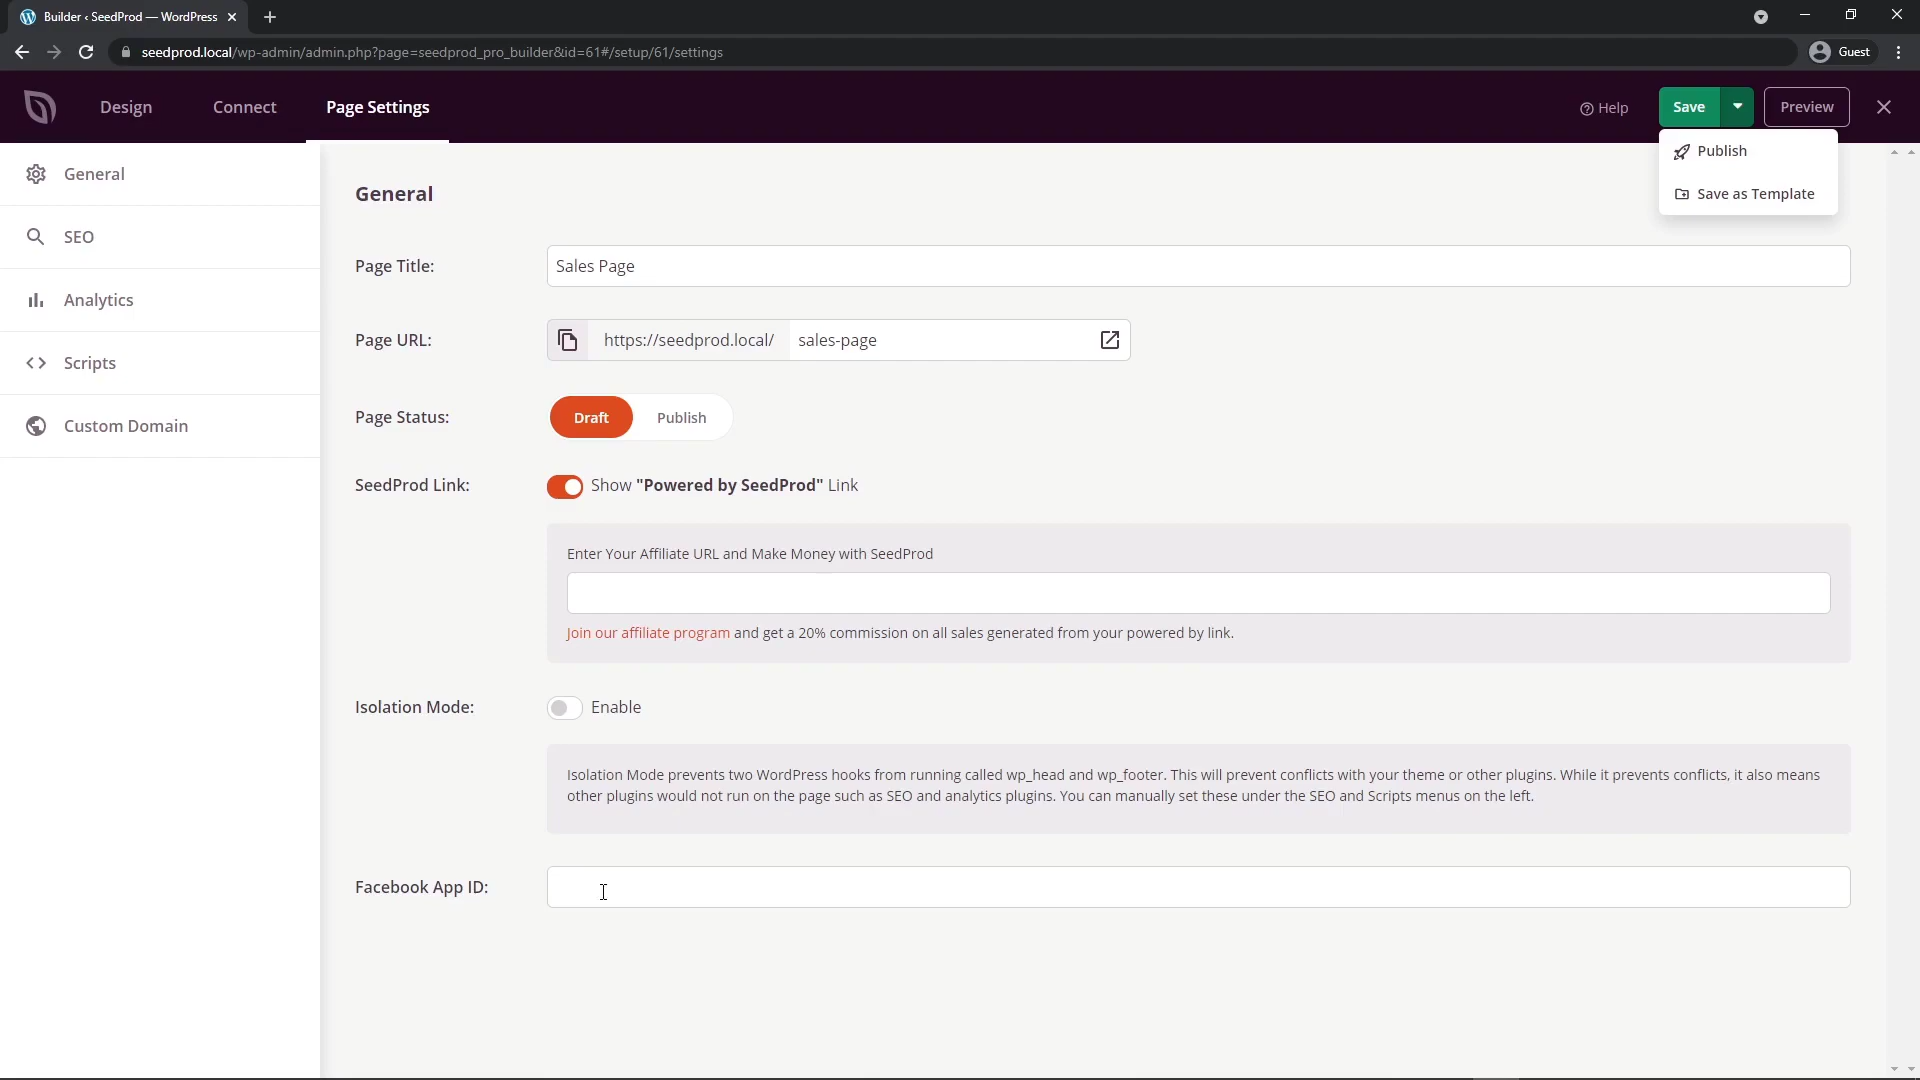 Builder ‹ SeedProd — WordPress
seedprod.local/wp-admin/admin.php?page=seedprod_pro_builder&id=61#/setup/61/settings
Guest
Design
Connect
Page Settings
Help
Save
Preview
Publish
Save as Template
General
SEO
Analytics
Scripts
Custom Domain
General
Page Title:
Sales Page
Page URL:
https://seedprod.local/
sales-page
Page Status:
Draft
Publish
SeedProd Link:
Show "Powered by SeedProd" Link
Enter Your Affiliate URL and Make Money with SeedProd
Join our affiliate program and get a 20% commission on all sales generated from your powered by link.
Isolation Mode:
Enable
Isolation Mode prevents two WordPress hooks from running called wp_head and wp_footer. This will prevent conflicts with your theme or other plugins. While it prevents conflicts, it also means
other plugins would not run on the page such as SEO and analytics plugins. You can manually set these under the SEO and Scripts menus on the left.
Facebook App ID: